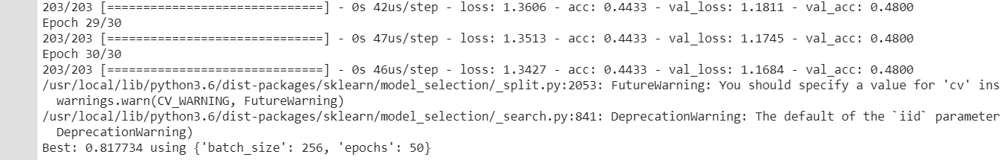 203/203 [==============================] - 0s 42us/step - loss: 1.3606 - acc: 0.4433 - val_loss: 1.1811 - val_acc: 0.4800
Epoch 29/30
203/203 [==============================] - 0s 47us/step - loss: 1.3513 - acc: 0.4433 - val_loss: 1.1745 - val_acc: 0.4800
Epoch 30/30
203/203 [==============================] - 0s 46us/step - loss: 1.3427 - acc: 0.4433 - val_loss: 1.1684 - val_acc: 0.4800
/usr/local/lib/python3.6/dist-packages/sklearn/model_selection/_split.py:2053: FutureWarning: You should specify a value for 'cv' ins
warnings.warn(CV_WARNING, FutureWarning)
/usr/local/lib/python3.6/dist-packages/sklearn/model_selection/_search.py:841: DeprecationWarning: The default of the `iid` parameter
DeprecationWarning)
Best: 0.817734 using {'batch_size': 256, 'epochs': 50}